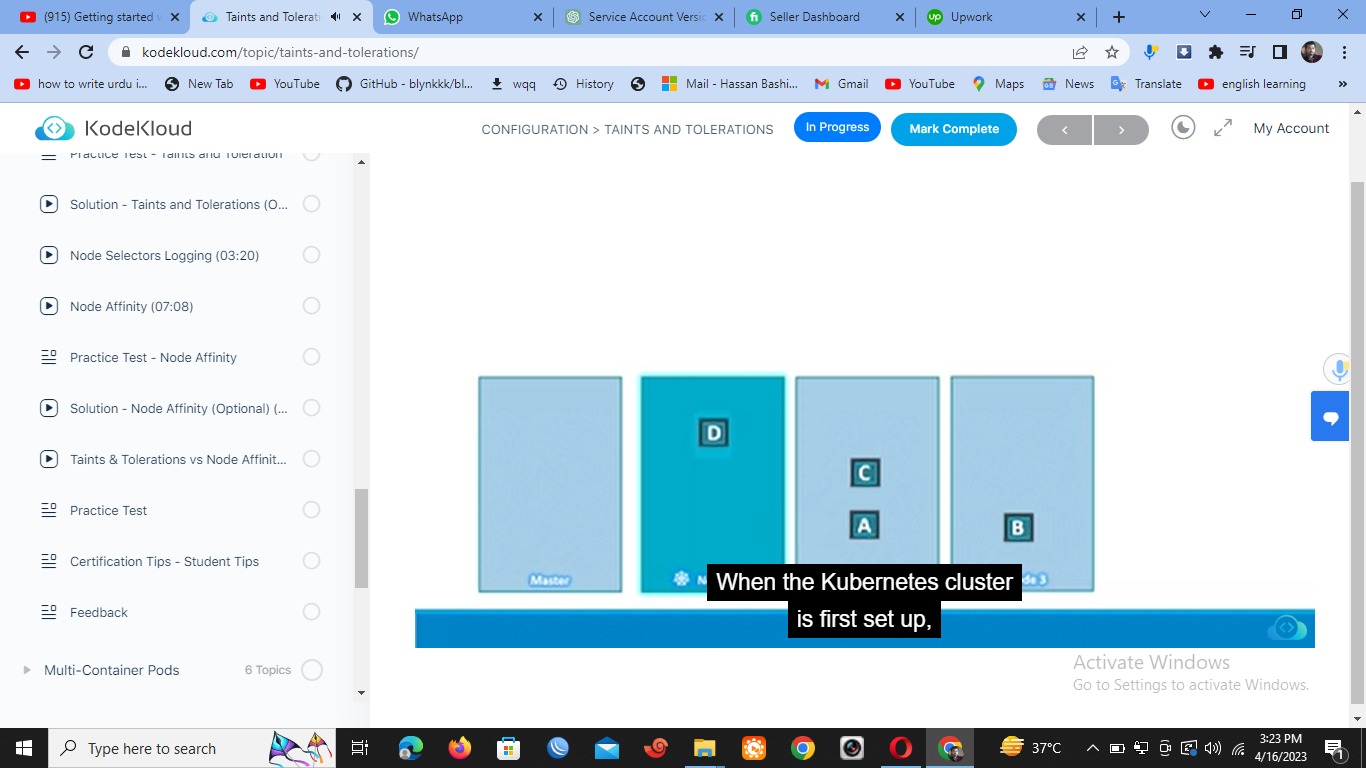 (915) Getting started v
Taints and Tolerati
WhatsApp
Service Account Versio
Seller Dashboard
Upwork
kodekloud.com/topic/taints-and-tolerations/
how to write urdu i...
New Tab
YouTube
GitHub - blynkkk/bl...
wqq
History
Mail - Hassan Bashi...
Gmail
YouTube
Maps
News
Translate
english learning
»
KodeKloud
CONFIGURATION > TAINTS AND TOLERATIONS
In Progress
Mark Complete
<
>
My Account
Practice Test - Taints and Toleration
Solution - Taints and Tolerations (O...
Node Selectors Logging (03:20)
Node Affinity (07:08)
Practice Test - Node Affinity
Solution - Node Affinity (Optional) (...
Taints & Tolerations vs Node Affinit...
Practice Test
Certification Tips - Student Tips
Feedback
Multi-Container Pods
6 Topics
D
C
A
B
Master
When the Kubernetes cluster
is first set up,
Activate Windows
Go to Settings to activate Windows.
Type here to search
37°C
3:23 PM
4/16/2023
1